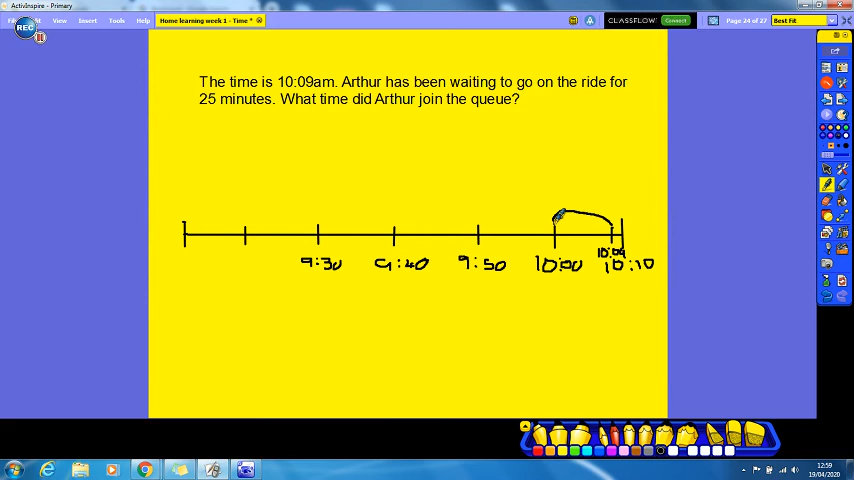 ActivInspire - Primary
File Edit View Insert Tools Help
REC
Home learning week 1 - Time *
CLASSFLOW Connect
Page 24 of 27
Best Fit
The time is 10:09am. Arthur has been waiting to go on the ride for
25 minutes. What time did Arthur join the queue?
10:09
9:30 9:40 9:50 10:00 10:10
12:59
19/04/2020